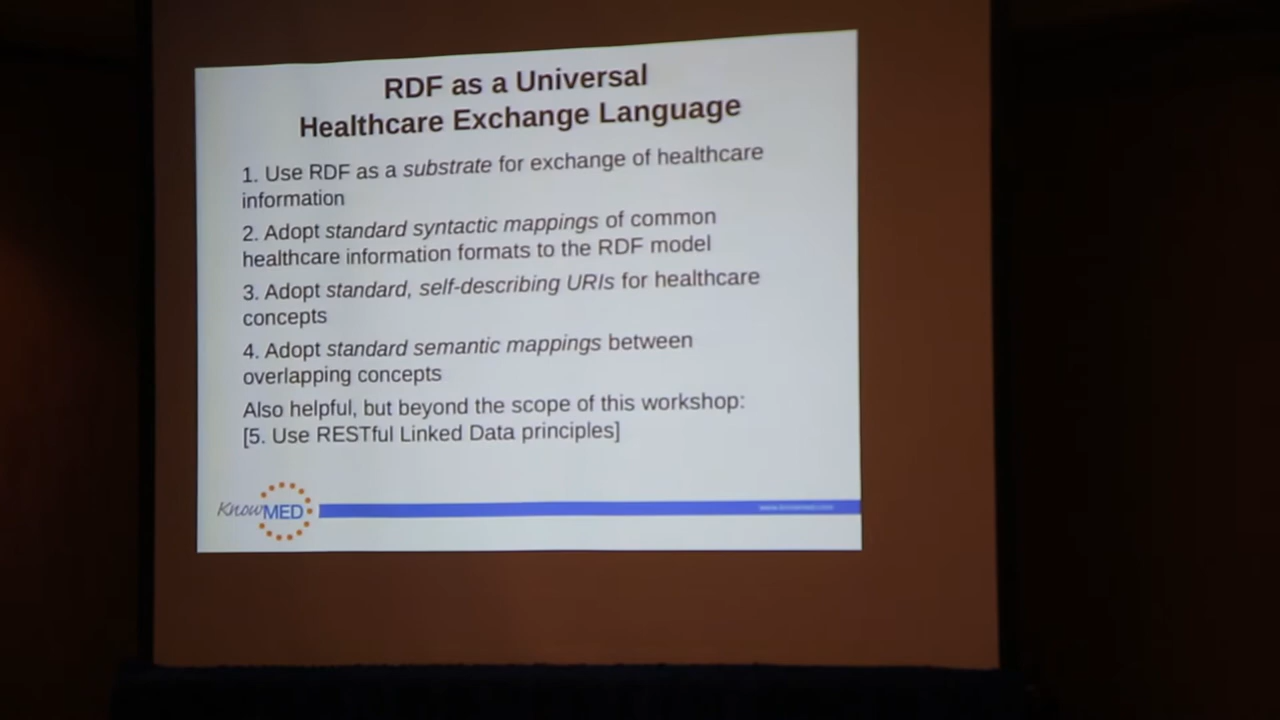 RDF as a Universal
Healthcare Exchange Language
1. Use RDF as a substrate for exchange of healthcare
information
2. Adopt standard syntactic mappings of common
healthcare information formats to the RDF model
3. Adopt standard, self-describing URIs for healthcare
concepts
4. Adopt standard semantic mappings between
overlapping concepts
Also helpful, but beyond the scope of this workshop:
[5. Use RESTful Linked Data principles]
KnowMED